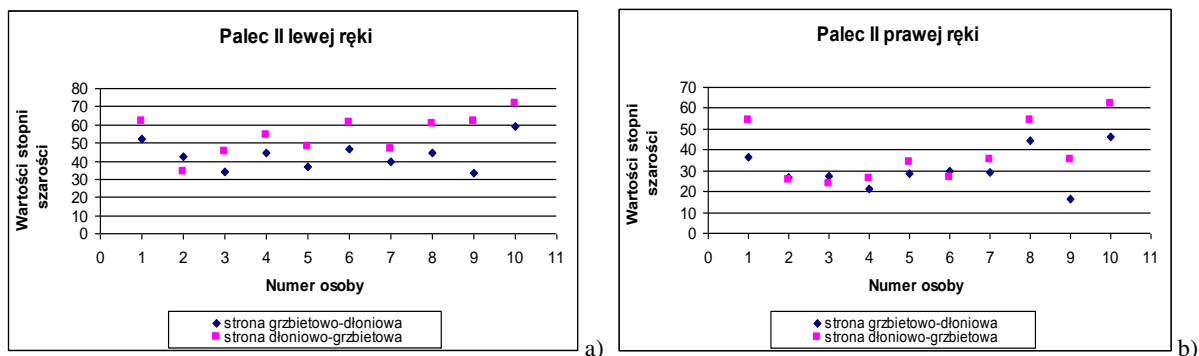 Palec II lewej ręki
Wartości stopni
szarości
80
70
60
50
40
30
20
10
0
0 1 2 3 4 5 6 7 8 9 10 11
Numer osoby
strona grzbietowo-dłoniowa
strona dłoniowo-grzbietowa
a)
Palec II prawej ręki
Wartości stopni
szarości
70
60
50
40
30
20
10
0
0 1 2 3 4 5 6 7 8 9 10 11
Numer osoby
strona grzbietowo-dłoniowa
strona dłoniowo-grzbietowa
b)